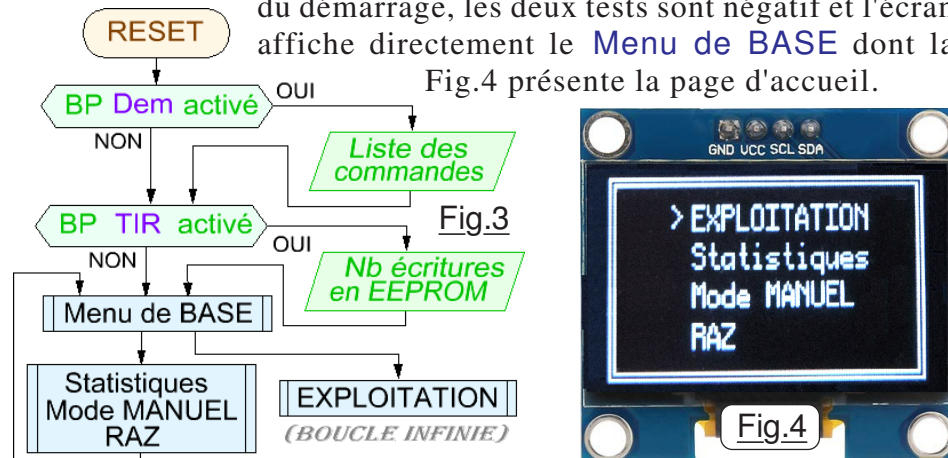 du démarrage, les deux tests sont négatif et l'écran
affiche directement le Menu de BASE dont la
Fig.4 présente la page d'accueil.
RESET
BP Dem activé
OUI
NON
Liste des
commandes
BP TIR activé
Fig.3
OUI
NON
Nb écritures
en EEPROM
Menu de BASE
Statistiques
Mode MANUEL
RAZ
EXPLOITATION
(BOUCLE INFINIE)
GND VCC SCL SDA
>EXPLOITATION
Statistiques
Mode MANUEL
RAZ
Fig.4